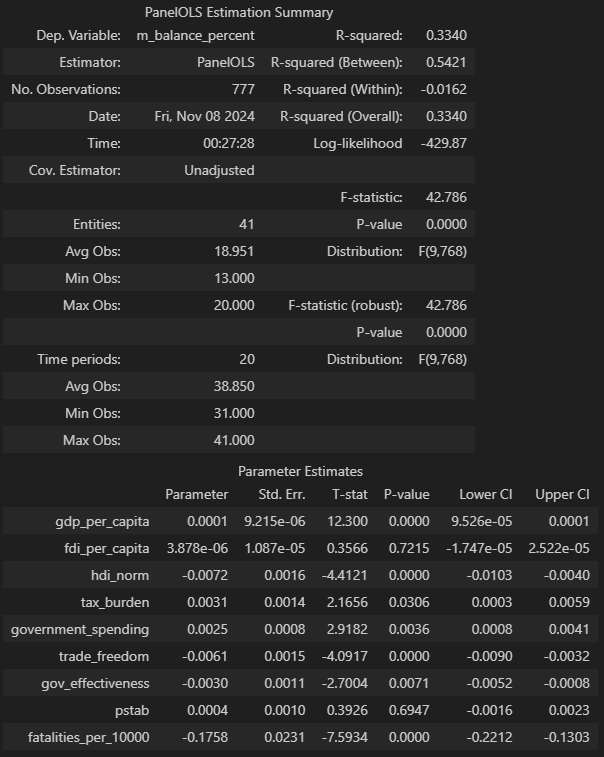 PanelOLS Estimation Summary
Dep. Variable: m_balance_percent R-squared: 0.3340
Estimator: PanelOLS R-squared (Between): 0.5421
No. Observations: 777 R-squared (Within): -0.0162
Date: Fri, Nov 08 2024 R-squared (Overall): 0.3340
Time: 00:27:28 Log-likelihood -429.87
Cov. Estimator: Unadjusted
F-statistic: 42.786
Entities: 41 P-value 0.0000
Avg Obs: 18.951 Distribution: F(9,768)
Min Obs: 13.000
Max Obs: 20.000 F-statistic (robust): 42.786
P-value 0.0000
Time periods: 20 Distribution: F(9,768)
Avg Obs: 38.850
Min Obs: 31.000
Max Obs: 41.000
Parameter Estimates
Parameter Std. Err. T-stat P-value Lower CI Upper CI
gdp_per_capita 0.0001 9.215e-06 12.300 0.0000 9.526e-05 0.0001
fdi_per_capita 3.878e-06 1.087e-05 0.3566 0.7215 -1.747e-05 2.522e-05
hdi_norm -0.0072 0.0016 -4.4121 0.0000 -0.0103 -0.0040
tax_burden 0.0031 0.0014 2.1656 0.0306 0.0003 0.0059
government_spending 0.0025 0.0008 2.9182 0.0036 0.0008 0.0041
trade_freedom -0.0061 0.0015 -4.0917 0.0000 -0.0090 -0.0032
gov_effectiveness -0.0030 0.0011 -2.7004 0.0071 -0.0052 -0.0008
pstab 0.0004 0.0010 0.3926 0.6947 -0.0016 0.0023
fatalities_per_10000 -0.1758 0.0231 -7.5934 0.0000 -0.2212 -0.1303